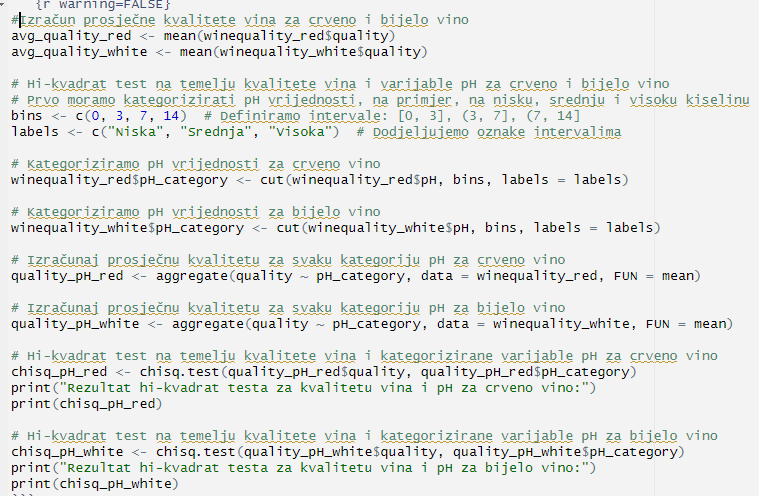 {r warning=FALSE}
#Izračun prosječne kvalitete vina za crveno i bijelo vino
avg_quality_red <- mean(winequality_red$quality)
avg_quality_white <- mean(winequality_white$quality)
# Hi-kvadrat test na temelju kvalitete vina i varijable pH za crveno i bijelo vino
# Prvo moramo kategorizirati pH vrijednosti, na primjer, na nisku, srednju i visoku kiselinu
bins <- c(0, 3, 7, 14)  # Definiramo intervale: [0, 3], (3, 7], (7, 14]
labels <- c("Niska", "Srednja", "Visoka")  # Dodjeljujemo oznake intervalima
# Kategoriziramo pH vrijednosti za crveno vino
winequality_red$pH_category <- cut(winequality_red$pH, bins, labels = labels)
# Kategoriziramo pH vrijednosti za bijelo vino
winequality_white$pH_category <- cut(winequality_white$pH, bins, labels = labels)
# Izračunaj prosječnu kvalitetu za svaku kategoriju pH za crveno vino
quality_pH_red <- aggregate(quality ~ pH_category, data = winequality_red, FUN = mean)
# Izračunaj prosječnu kvalitetu za svaku kategoriju pH za bijelo vino
quality_pH_white <- aggregate(quality ~ pH_category, data = winequality_white, FUN = mean)
# Hi-kvadrat test na temelju kvalitete vina i kategorizirane varijable pH za crveno vino
chisq_pH_red <- chisq.test(quality_pH_red$quality, quality_pH_red$pH_category)
print("Rezultat hi-kvadrat testa za kvalitetu vina i pH za crveno vino:")
print(chisq_pH_red)
# Hi-kvadrat test na temelju kvalitete vina i kategorizirane varijable pH za bijelo vino
chisq_pH_white <- chisq.test(quality_pH_white$quality, quality_pH_white$pH_category)
print("Rezultat hi-kvadrat testa za kvalitetu vina i pH za bijelo vino:")
print(chisq_pH_white)
```